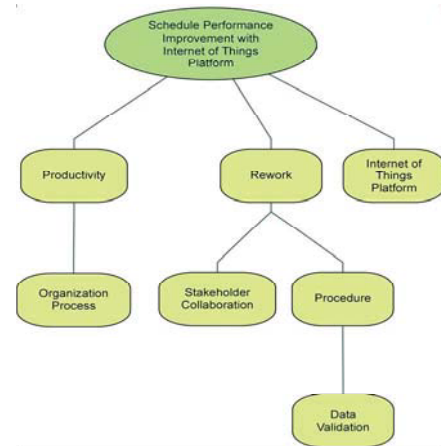 Schedule Performance
Improvement with
Internet of Things
Platform
Productivity
Rework
Internet of
Things
Platform
Organization
Process
Stakeholder
Collaboration
Procedure
Data
Validation